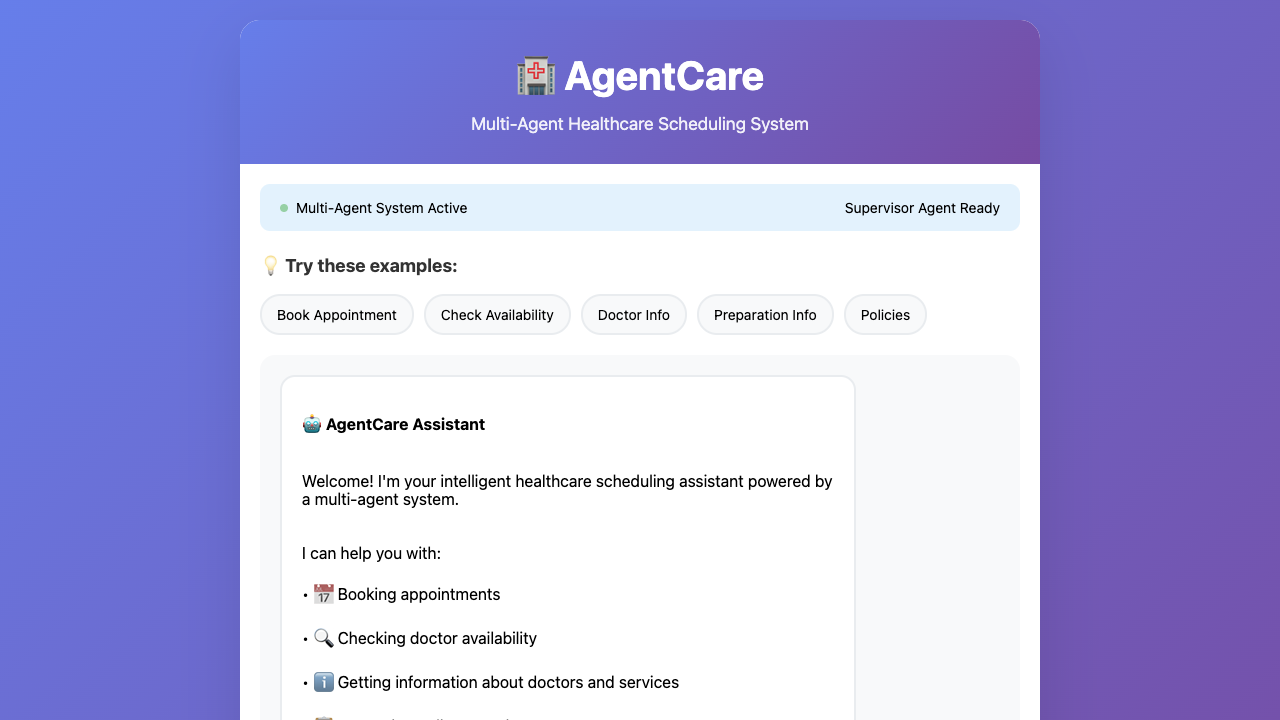 AgentCare
Multi-Agent Healthcare Scheduling System
Multi-Agent System Active
Supervisor Agent Ready
Try these examples:
Book Appointment
Check Availability
Doctor Info
Preparation Info
Policies
AgentCare Assistant
Welcome! I'm your intelligent healthcare scheduling assistant powered by
a multi-agent system.
I can help you with:
• 📅 Booking appointments
• 🔍 Checking doctor availability
• ℹ️ Getting information about doctors and services